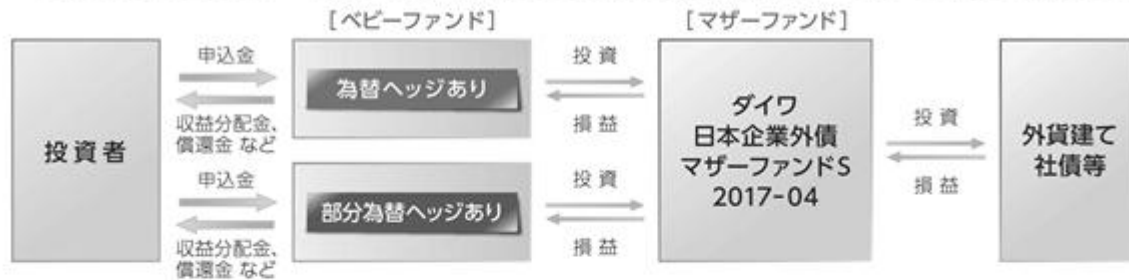 [ベビーファンド]
[マザーファンド]
投資者
申込金
収益分配金、
償還金 など
申込金
収益分配金、
償還金 など
為替ヘッジあり
部分為替ヘッジあり
投資
損益
投資
損益
ダイワ
日本企業外債
マザーファンドS
2017-04
投資
損益
外貨建て
社債等